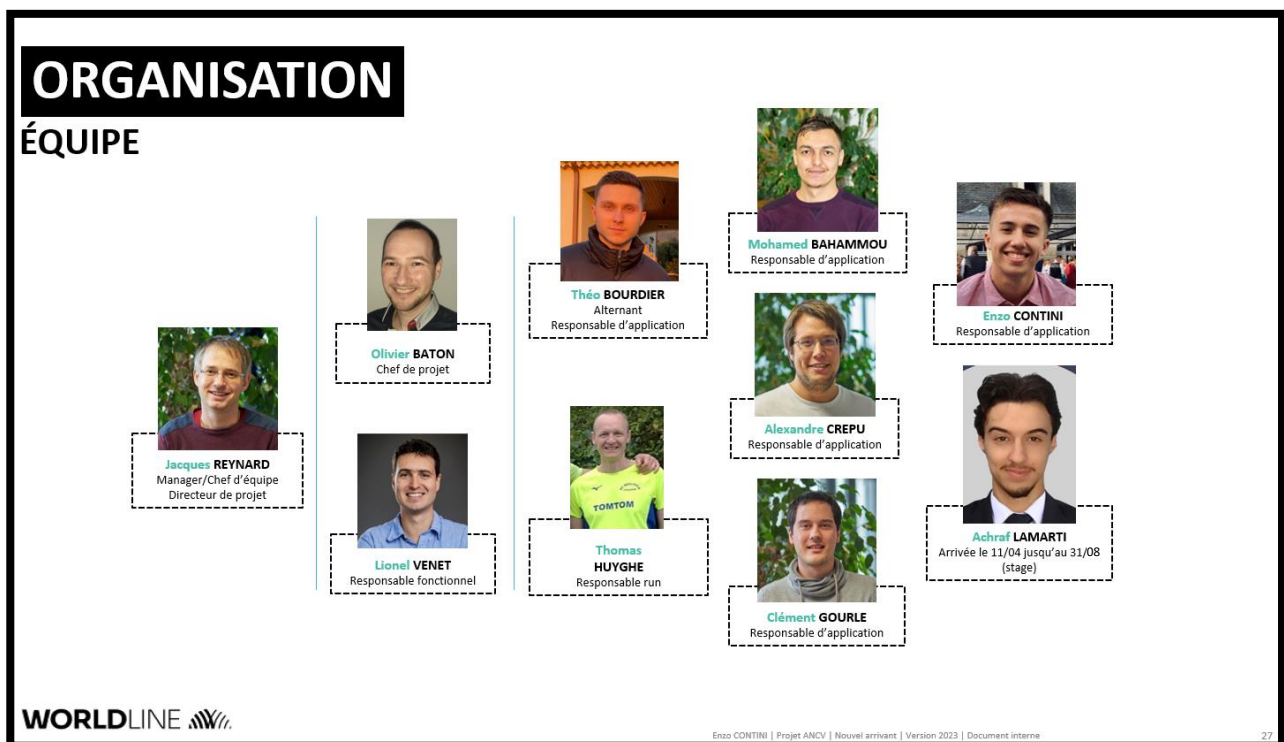 ORGANISATION
ÉQUIPE
Jacques REYNARD
Manager/Chef d'équipe
Directeur de projet
Olivier BATON
Chef de projet
Lionel VENET
Responsable fonctionnel
Théo BOURDIER
Alternant
Responsable d'application
TOMTOM
Thomas
HUYGHE
Responsable run
Mohamed BAHAMMOU
Responsable d'application
Alexandre CREPU
Responsable d'application
Clément GOURLE
Responsable d'application
Enzo CONTINI
Responsable d'application
Achraf LAMARTI
Arrivée le 11/04 jusqu'au 31/08
(stage)
WORLDLINE
Enzo CONTINI | Projet ANCV | Nouvel arrivant | Version 2023 | Document interne
27